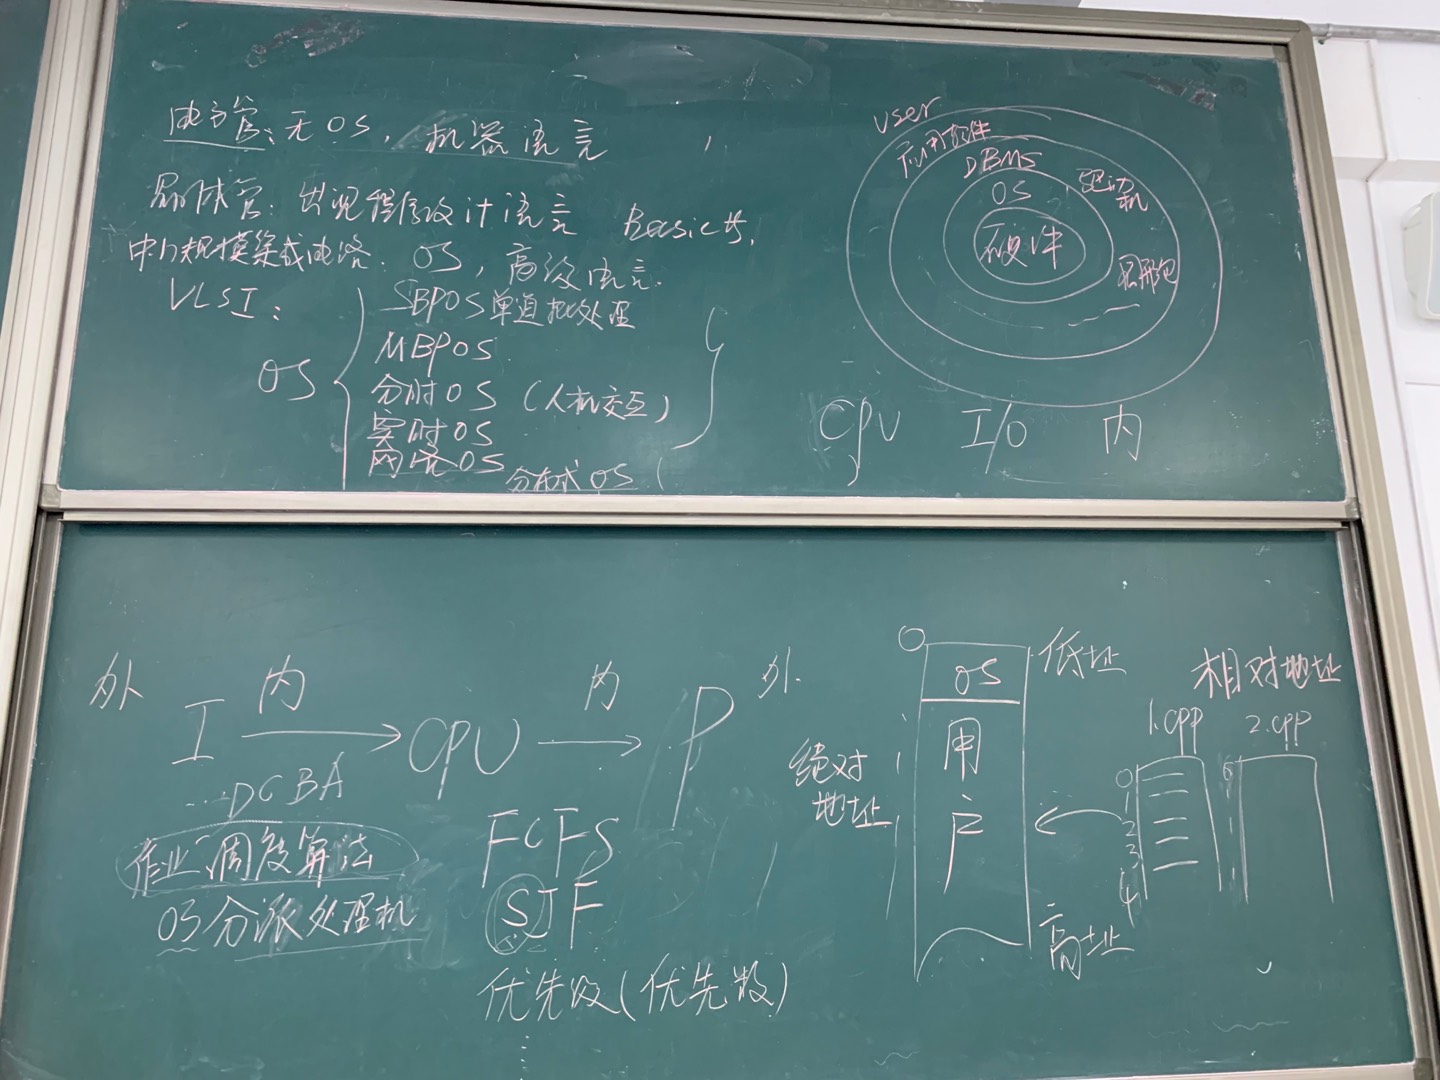 电子管:无OS,机器语言
晶体管:出现程序设计语言 Basic等.
中小规模集成电路:OS,高级语言.
VLSI:
OS
SBPOS单道批处理
MBPOS
分时OS(人机交互)
实时OS
网络OS
分布式OS
user
应用软件
DBMS
OS
硬件
图形包
CPU I/O 内
外 I 内 CPU 内 P 外
...DCBA
作业调度算法
OS分派处理机
FCFS
SJF
优先级(优先数)
绝对
地址
0
OS
用
户
低址
高址
相对地址
1.cpp 2.cpp
0
1
2
3
4